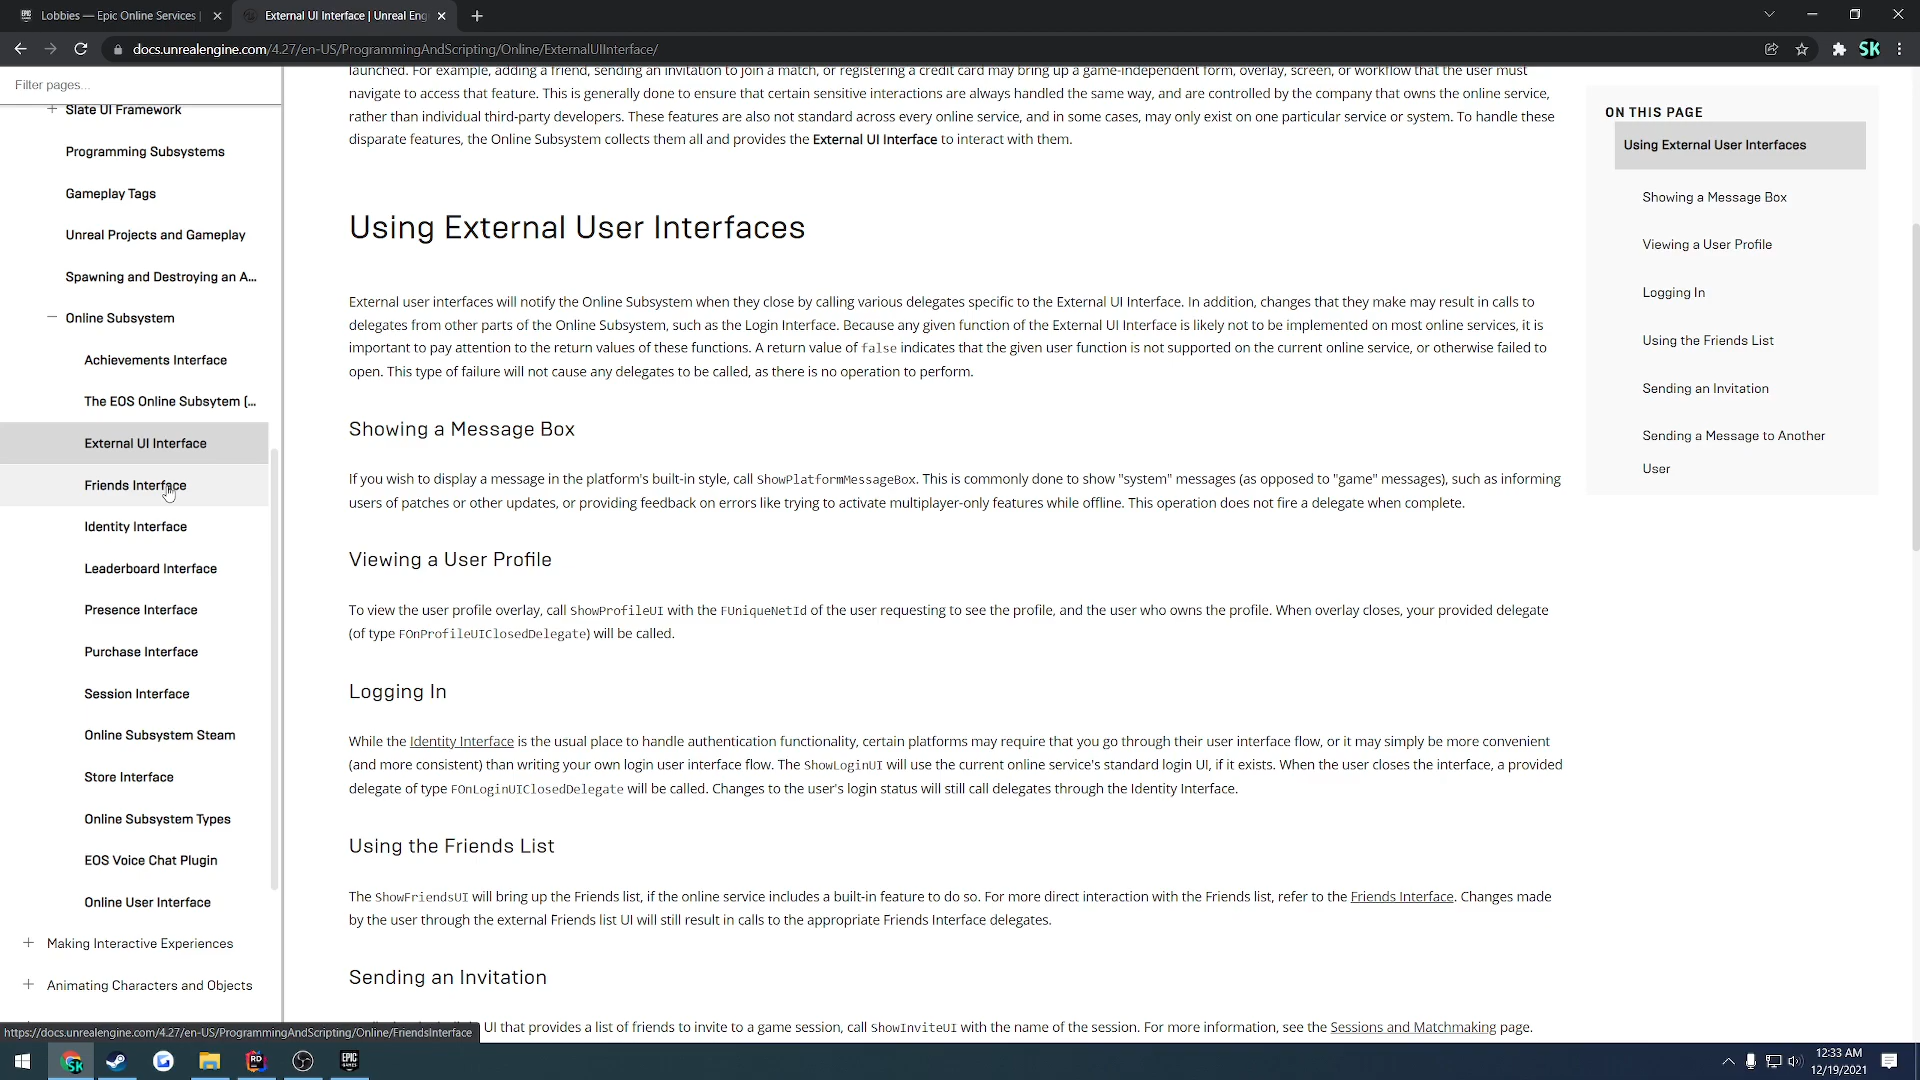 Lobbies — Epic Online Services |
External UI Interface | Unreal Eng
docs.unrealengine.com/4.27/en-US/ProgrammingAndScripting/Online/ExternalUIInterface/
SK
Filter pages...
Slate UI Framework
Programming Subsystems
Gameplay Tags
Unreal Projects and Gameplay
Spawning and Destroying an A...
Online Subsystem
Achievements Interface
The EOS Online Subsytem (...
External UI Interface
Friends Interface
Identity Interface
Leaderboard Interface
Presence Interface
Purchase Interface
Session Interface
Online Subsystem Steam
Store Interface
Online Subsystem Types
EOS Voice Chat Plugin
Online User Interface
Making Interactive Experiences
Animating Characters and Objects
https://docs.unrealengine.com/4.27/en-US/ProgrammingAndScripting/Online/FriendsInterface
launched. For example, adding a friend, sending an invitation to join a match, or registering a credit card may bring up a game-independent form, overlay, screen, or workflow that the user must
navigate to access that feature. This is generally done to ensure that certain sensitive interactions are always handled the same way, and are controlled by the company that owns the online service,
rather than individual third-party developers. These features are also not standard across every online service, and in some cases, may only exist on one particular service or system. To handle these
disparate features, the Online Subsystem collects them all and provides the External UI Interface to interact with them.
Using External User Interfaces
External user interfaces will notify the Online Subsystem when they close by calling various delegates specific to the External UI Interface. In addition, changes that they make may result in calls to
delegates from other parts of the Online Subsystem, such as the Login Interface. Because any given function of the External UI Interface is likely not to be implemented on most online services, it is
important to pay attention to the return values of these functions. A return value of false indicates that the given user function is not supported on the current online service, or otherwise failed to
open. This type of failure will not cause any delegates to be called, as there is no operation to perform.
Showing a Message Box
If you wish to display a message in the platform's built-in style, call ShowPlatformMessageBox. This is commonly done to show "system" messages (as opposed to "game" messages), such as informing
users of patches or other updates, or providing feedback on errors like trying to activate multiplayer-only features while offline. This operation does not fire a delegate when complete.
Viewing a User Profile
To view the user profile overlay, call ShowProfileUI with the FUniqueNetId of the user requesting to see the profile, and the user who owns the profile. When overlay closes, your provided delegate
(of type FOnProfileUIClosedDelegate) will be called.
Logging In
While the Identity Interface is the usual place to handle authentication functionality, certain platforms may require that you go through their user interface flow, or it may simply be more convenient
(and more consistent) than writing your own login user interface flow. The ShowLoginUI will use the current online service's standard login UI, if it exists. When the user closes the interface, a provided
delegate of type FOnLoginUIClosedDelegate will be called. Changes to the user's login status will still call delegates through the Identity Interface.
Using the Friends List
The ShowFriendsUI will bring up the Friends list, if the online service includes a built-in feature to do so. For more direct interaction with the Friends list, refer to the Friends Interface. Changes made
by the user through the external Friends list UI will still result in calls to the appropriate Friends Interface delegates.
Sending an Invitation
UI that provides a list of friends to invite to a game session, call ShowInviteUI with the name of the session. For more information, see the Sessions and Matchmaking page.
ON THIS PAGE
Using External User Interfaces
Showing a Message Box
Viewing a User Profile
Logging In
Using the Friends List
Sending an Invitation
Sending a Message to Another
User
SK
RD
EPIC
GAMES
12:33 AM
12/19/2021